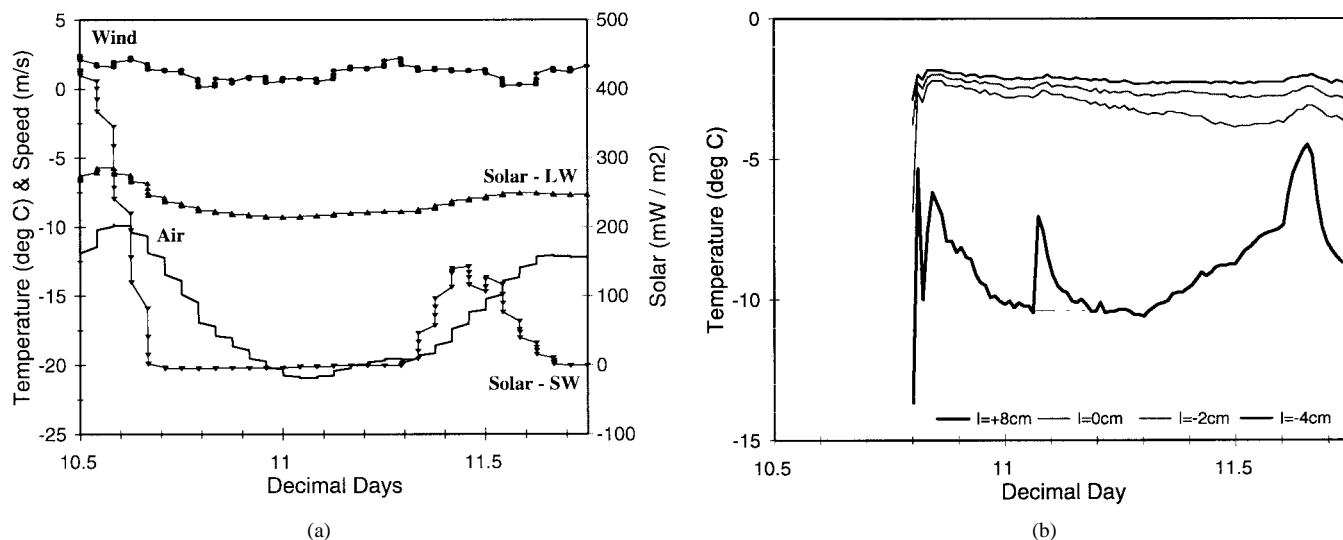 5
0
-5
-10
-15
-20
-25
Temperature (deg C) & Speed (m/s)
Wind
Solar - LW
Air
Solar - SW
500
400
300
200
100
0
-100
Solar (mW / m2)
10.5
11
11.5
Decimal Days
(a)
0
-5
-10
-15
Temperature (deg C)
l=+8cm l=0cm l=-2cm l=-4cm
10.5
11
11.5
Decimal Day
(b)